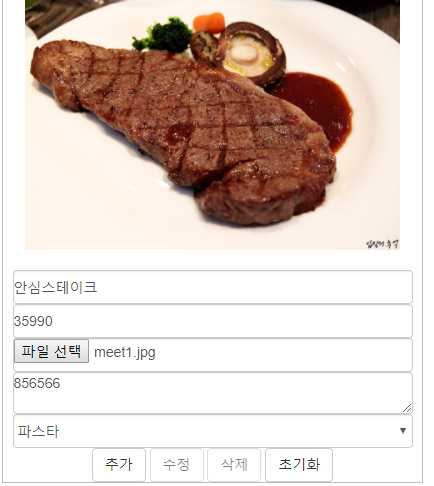 안심스테이크
35990
파일 선택 meet1.jpg
856566
파스타
추가 수정 삭제 초기화